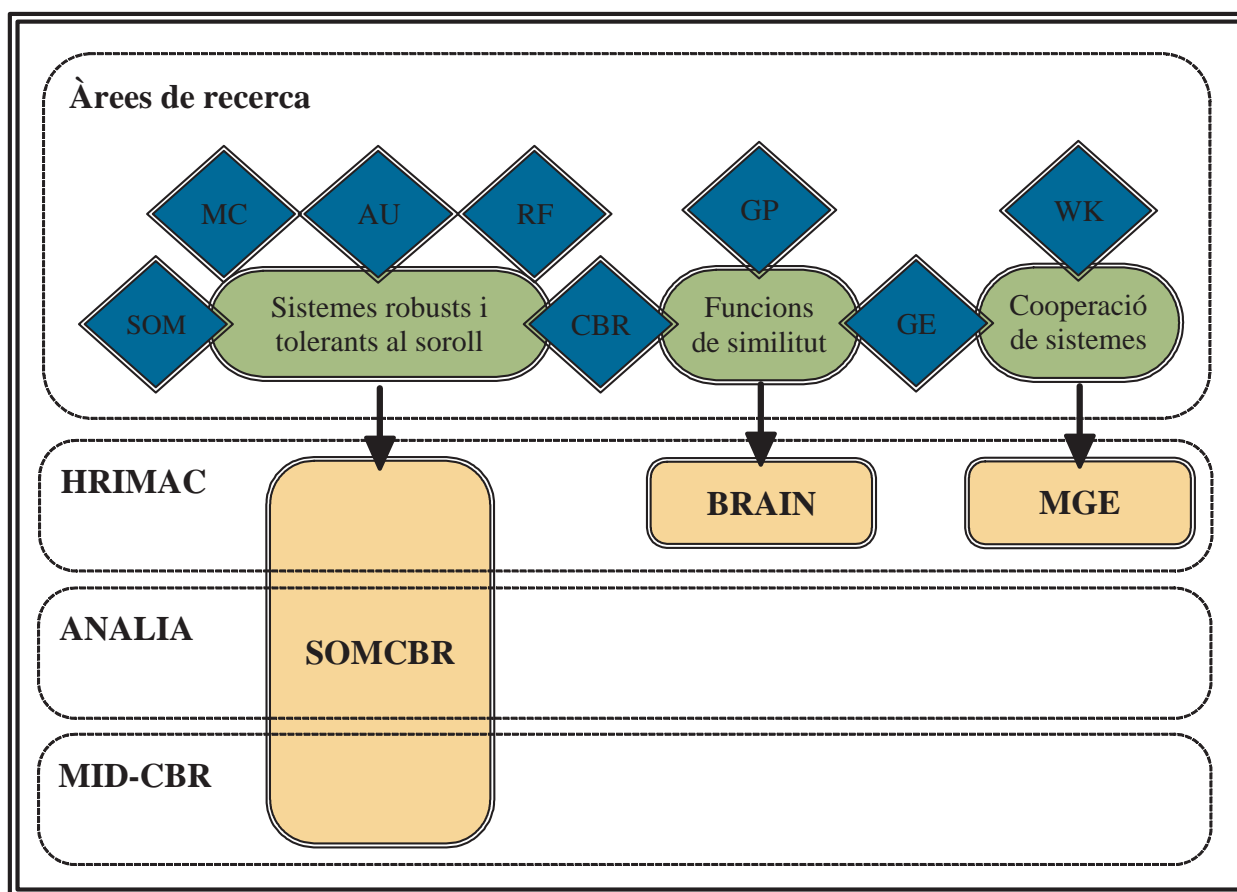 Àrees de recerca
MC
AU
RF
GP
WK
SOM
Sistemes robusts i
tolerants al soroll
CBR
Funcions
de similitut
GE
Cooperació
de sistemes
HRIMAC
BRAIN
MGE
ANALIA
SOMCBR
MID-CBR